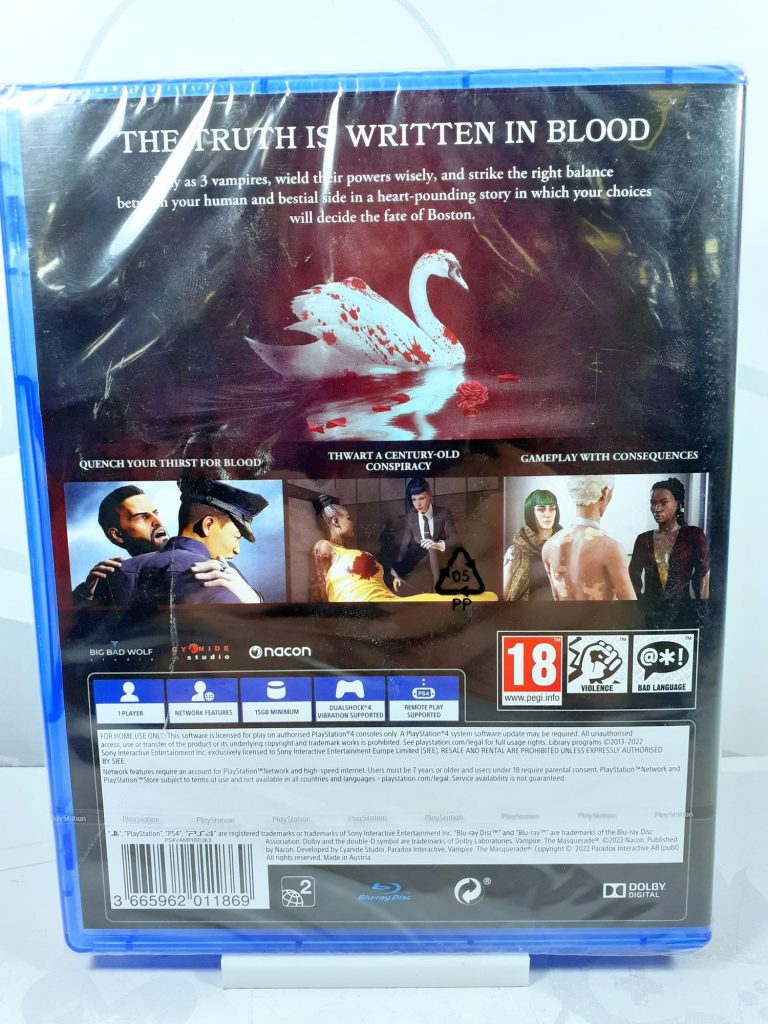 THE TRUTH IS WRITTEN IN BLOOD
as 3 vampires, wield their powers wisely, and strike the right balance
between your human and bestial side in a heart-pounding story in which your choices
will decide the fate of Boston.
QUENCH YOUR THIRST FOR BLOOD
THWART A CENTURY-OLD
CONSPIRACY
GAMEPLAY WITH CONSEQUENCES
05
PP
BIG BAD WOLF
studio
CYANIDE
studio
nacon
18
www.pegi.info
VIOLENCE
@*!
BAD LANGUAGE
TM
TM
TM
1 PLAYER
NETWORK FEATURES
15GB MINIMUM
DUALSHOCK®4
VIBRATION SUPPORTED
PS4
REMOTE PLAY
SUPPORTED
FOR HOME USE ONLY: This software is licensed for play on authorised PlayStation®4 consoles only. A PlayStation®4 system software update may be required. All unauthorised
access, use or transfer of the product or its underlying copyright and trademark works is prohibited. See playstation.com/legal for full usage rights. Library programs ©2013-2022
Sony Interactive Entertainment Inc. exclusively licensed to Sony Interactive Entertainment Europe Limited (SIEE). RESALE AND RENTAL ARE PROHIBITED UNLESS EXPRESSLY AUTHORISED
BY SIEE.
Network features require an account for PlayStation™Network and high-speed internet. Users must be 7 years or older and users under 18 require parental consent. PlayStation™Network and
PlayStation™Store subject to terms of use and not available in all countries and languages - playstation.com/legal. Service availability is not guaranteed.
PlayStation PlayStation PlayStation PlayStation PlayStation PlayStation PlayStation
"PlayStation", "PS4", "PS4" are registered trademarks or trademarks of Sony Interactive Entertainment Inc. "Blu-ray Disc™" and "Blu-ray™" are trademarks of the Blu-ray Disc
Association. Dolby and the double-D symbol are trademarks of Dolby Laboratories. Vampire: The Masquerade® ©2022 Nacon. Published
by Nacon. Developed by Cyanide Studio. Paradox Interactive, Vampire: The Masquerade® Copyright © 2022 Paradox Interactive AB (publ)
All rights reserved. Made in Austria.
PS4VAMPIREUK3
3 665962 011869
2
Blu-ray Disc
®
DOLBY
DIGITAL